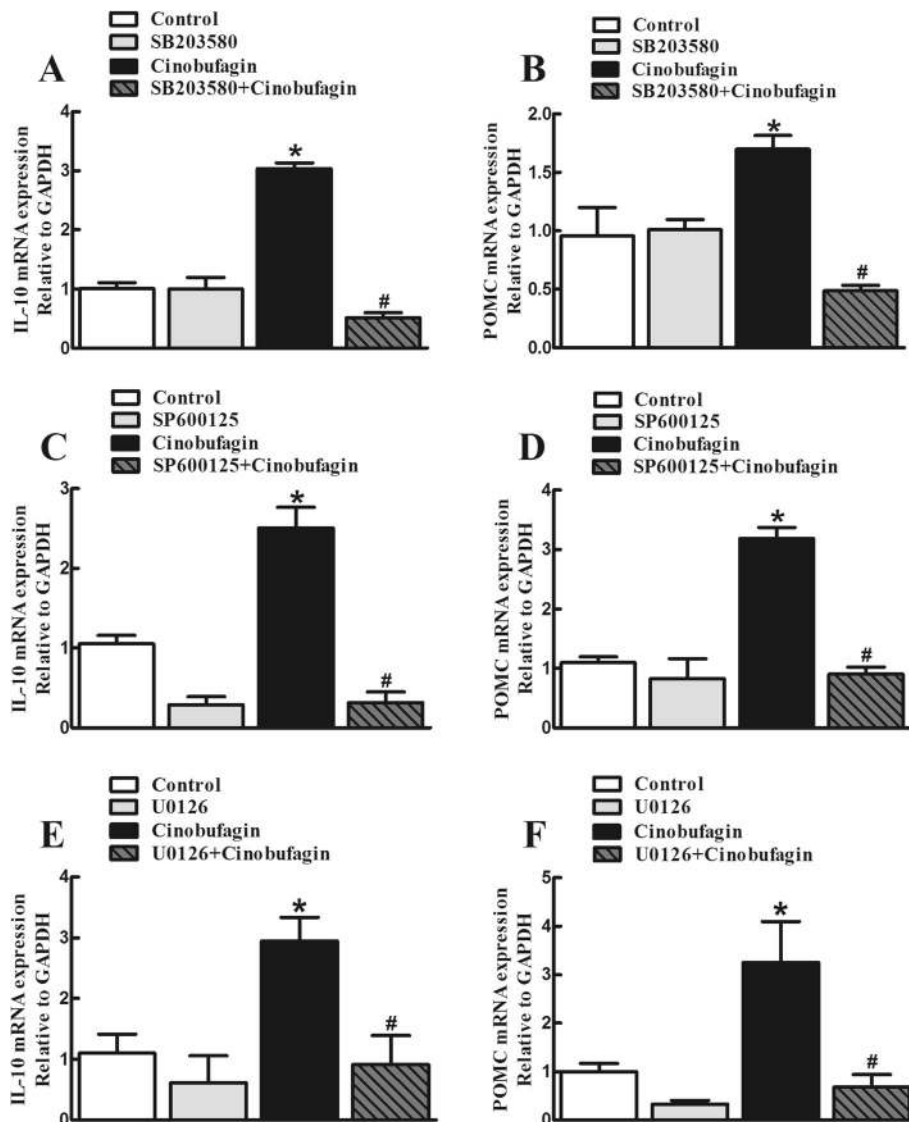 A
Control
SB203580
Cinobufagin
SB203580+Cinobufagin
IL-10 mRNA expression
Relative to GAPDH
4
3
2
1
0
*
#
B
Control
SB203580
Cinobufagin
SB203580+Cinobufagin
POMC mRNA expression
Relative to GAPDH
2.0
1.5
1.0
0.5
0.0
*
#
C
Control
SP600125
Cinobufagin
SP600125+Cinobufagin
IL-10 mRNA expression
Relative to GAPDH
3
2
1
0
*
#
D
Control
SP600125
Cinobufagin
SP600125+Cinobufagin
POMC mRNA expression
Relative to GAPDH
4
3
2
1
0
*
#
E
Control
U0126
Cinobufagin
U0126+Cinobufagin
IL-10 mRNA expression
Relative to GAPDH
4
3
2
1
0
*
#
F
Control
U0126
Cinobufagin
U0126+Cinobufagin
POMC mRNA expression
Relative to GAPDH
5
4
3
2
1
0
*
#